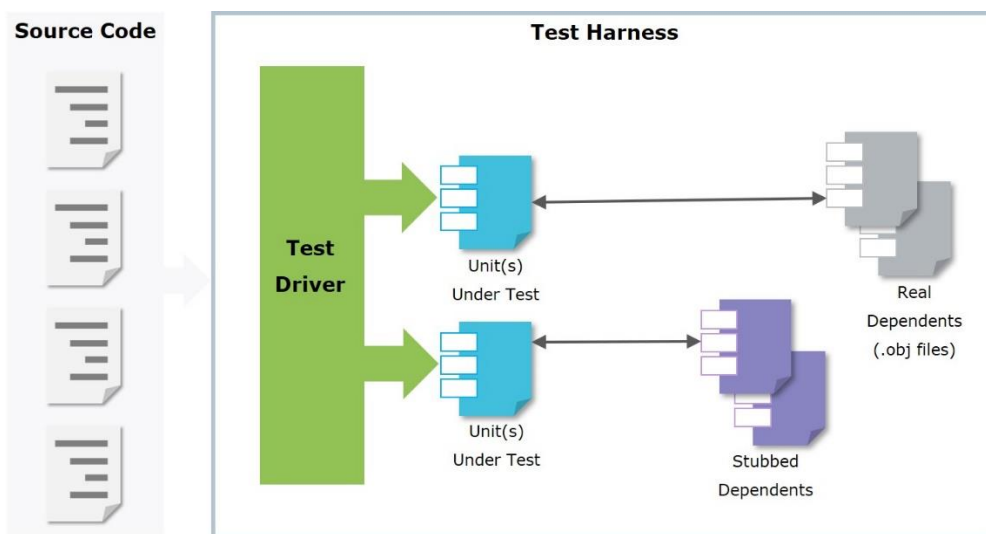 Source Code
Test Harness
Test
Driver
Unit(s)
Under Test
Real
Dependents
(.obj files)
Unit(s)
Under Test
Stubbed
Dependents